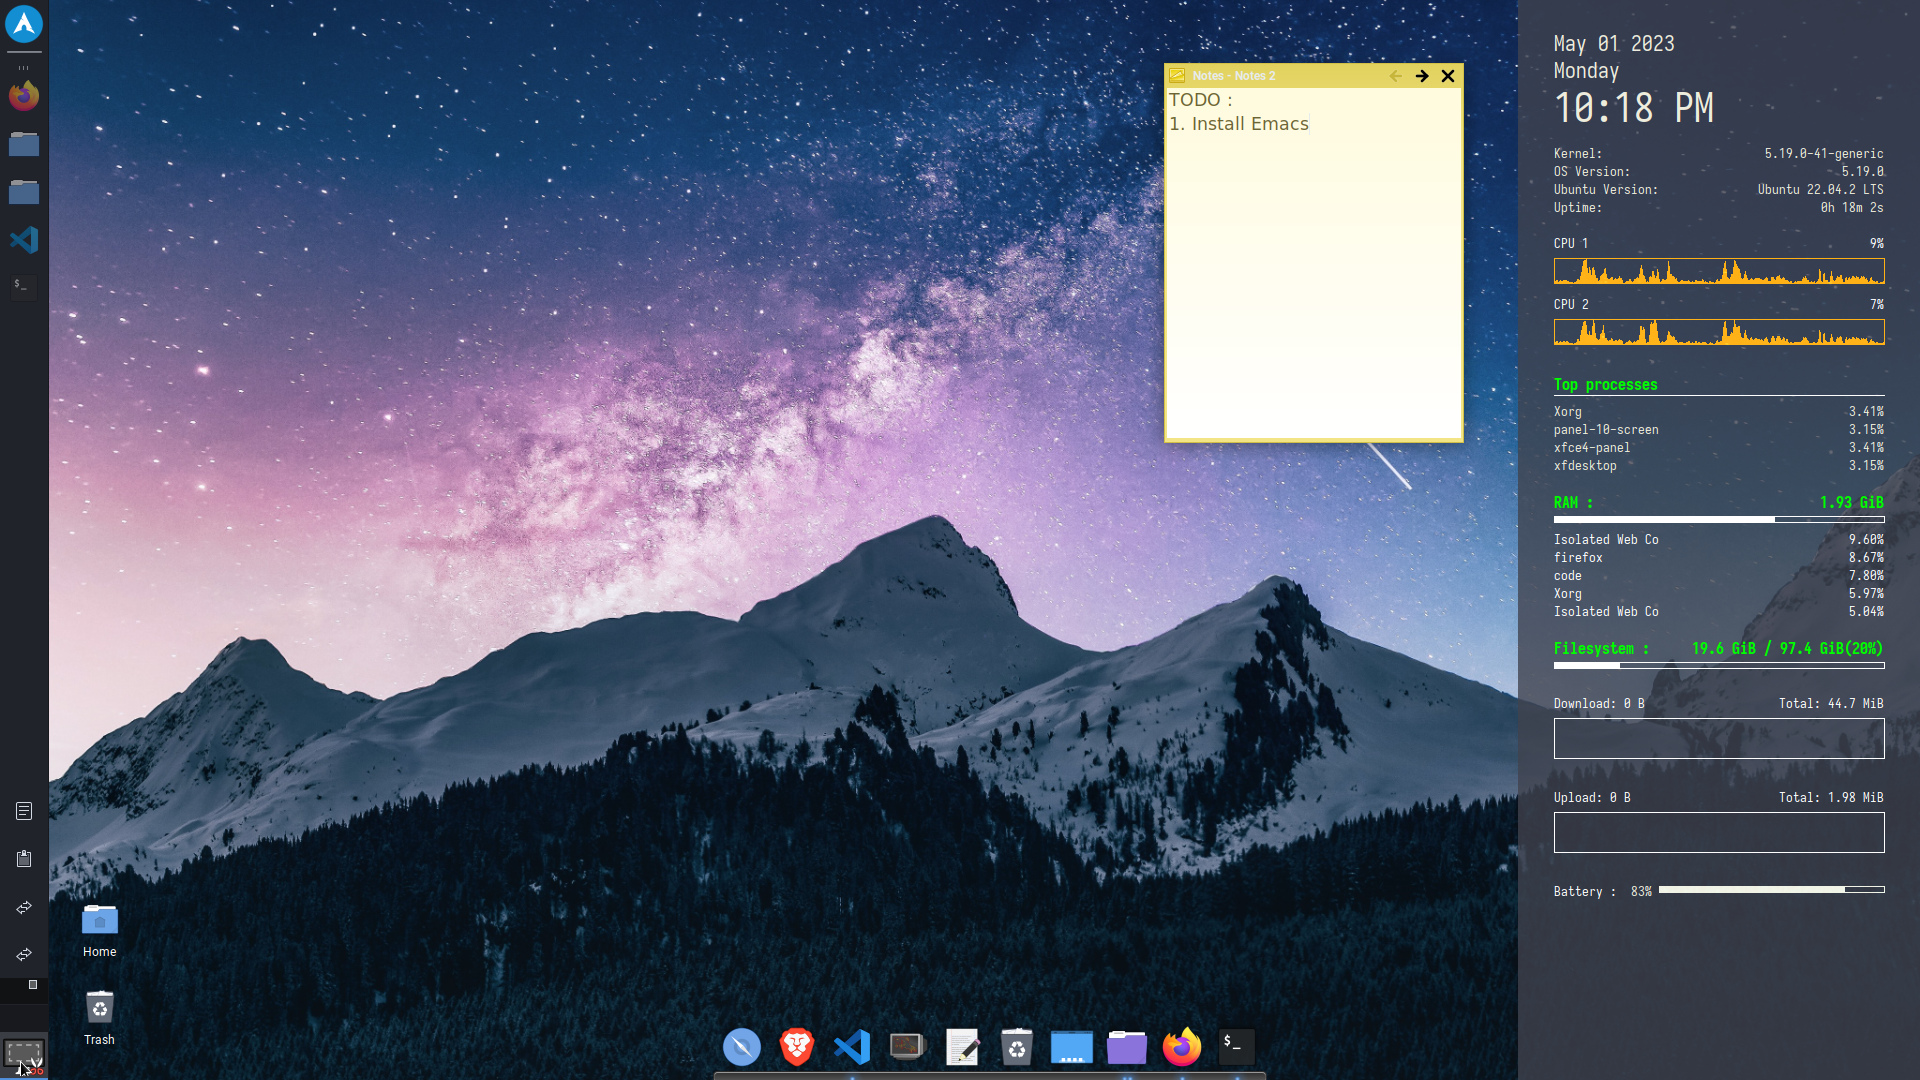 Notes - Notes 2
TODO :
1. Install Emacs
$_
Home
Trash
$_
May 01 2023
Monday
10:18 PM
Kernel: 5.19.0-41-generic
OS Version: 5.19.0
Ubuntu Version: Ubuntu 22.04.2 LTS
Uptime: 0h 18m 2s
CPU 1 9%
CPU 2 7%
Top processes
Xorg 3.41%
panel-10-screen 3.15%
xfce4-panel 3.41%
xfdesktop 3.15%
RAM : 1.93 GiB
Isolated Web Co 9.60%
firefox 8.67%
code 7.80%
Xorg 5.97%
Isolated Web Co 5.04%
Filesystem : 19.6 GiB / 97.4 GiB(20%)
Download: 0 B Total: 44.7 MiB
Upload: 0 B Total: 1.98 MiB
Battery : 83%